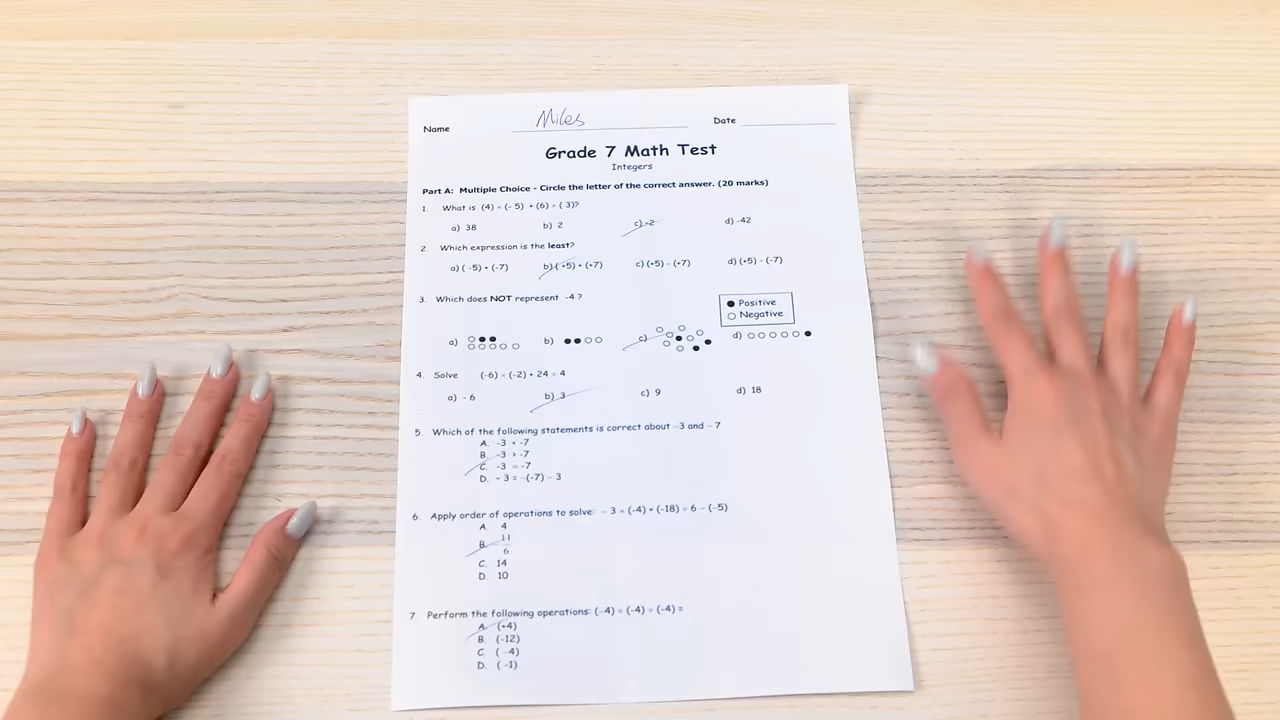 Name Miles Date
Grade 7 Math Test
Integers
Part A: Multiple Choice - Circle the letter of the correct answer. (20 marks)
1. What is (4) - (- 5) + (6) × ( 3)?
a) 38 b) 2 c) -2 d) -42
2. Which expression is the least?
a) (-5) + (-7) b) (+5) + (+7) c) (+5) - (+7) d) (+5) - (-7)
3. Which does NOT represent -4 ?
Positive
Negative
a) b) c) d)
4. Solve (-6) × (-2) + 24 ÷ 4
a) - 6 b) 3 c) 9 d) 18
5. Which of the following statements is correct about -3 and - 7
A. -3 < -7
B. -3 > -7
C. -3 = -7
D. - 3 = -(-7) - 3
6. Apply order of operations to solve: - 3 × (-4) + (-18) ÷ 6 - (-5)
A. 4
B. 11
6
C. 14
D. 10
7. Perform the following operations: (-4) × (-4) ÷ (-4) =
A. (+4)
B. (-12)
C. (-4)
D. (-1)